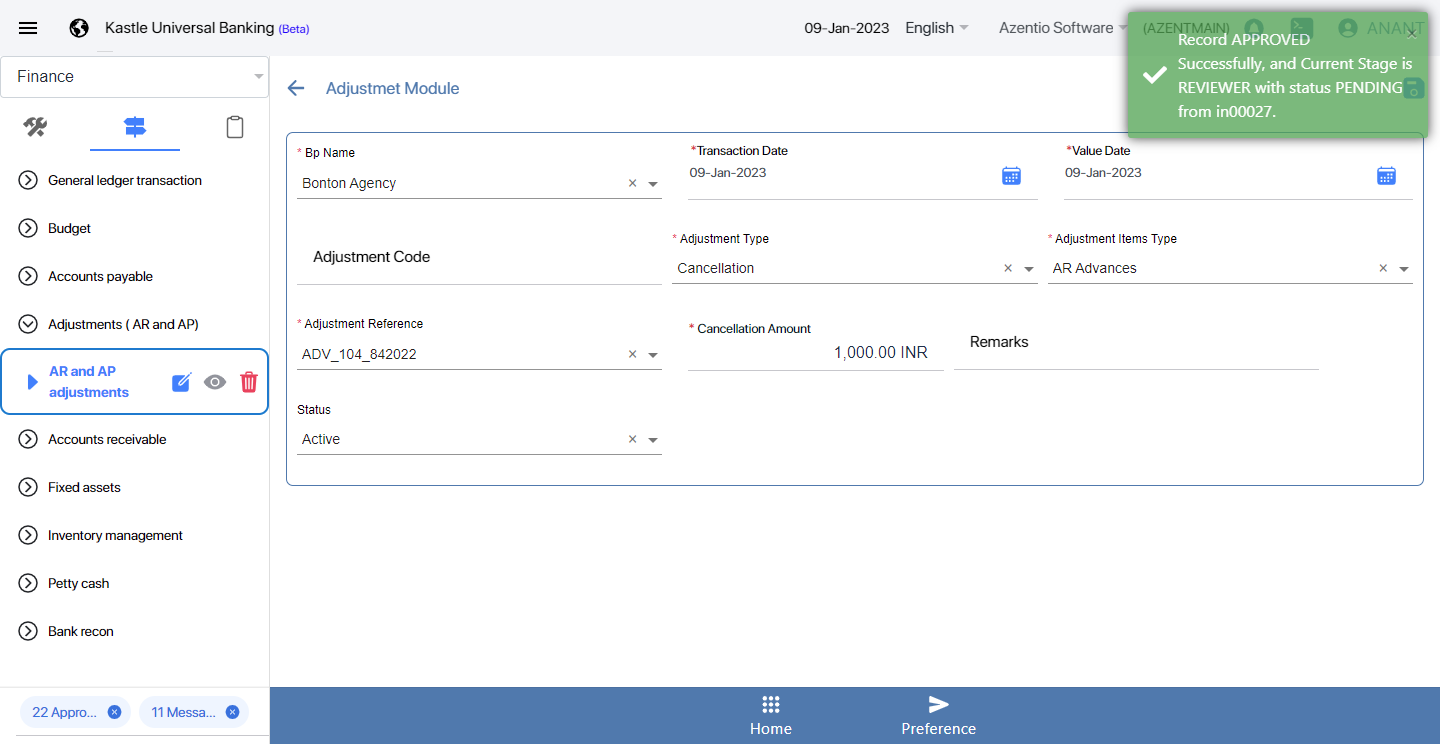 Kastle Universal Banking (Beta)
09-Jan-2023
English
Azentio Software
(AZENTMAIN)
ANANT
Record APPROVED
Successfully, and Current Stage is
REVIEWER with status PENDING
from in00027.
Finance
Adjustmet Module
General ledger transaction
Budget
Accounts payable
Adjustments ( AR and AP)
AR and AP
adjustments
Accounts receivable
Fixed assets
Inventory management
Petty cash
Bank recon
* Bp Name
Bonton Agency
*Transaction Date
09-Jan-2023
*Value Date
09-Jan-2023
Adjustment Code
* Adjustment Type
Cancellation
* Adjustment Items Type
AR Advances
* Adjustment Reference
ADV_104_842022
* Cancellation Amount
1,000.00 INR
Remarks
Status
Active
22 Appro...
11 Messa...
Home
Preference